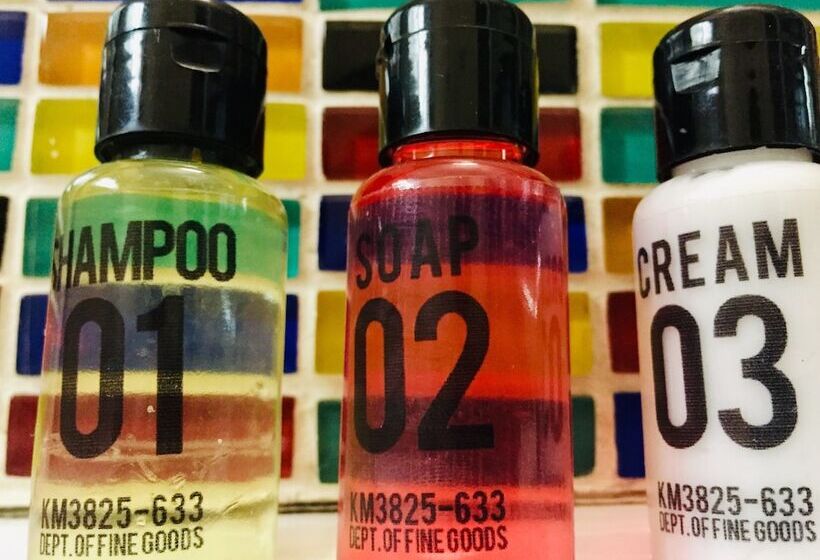 SHAMPOO
01
KM3825-633
DEPT.OF FINE GOODS
SOAP
02
KM3825-633
DEPT.OF FINE GOODS
CREAM
03
KM3825-633
DEPT.OF FINE GOODS